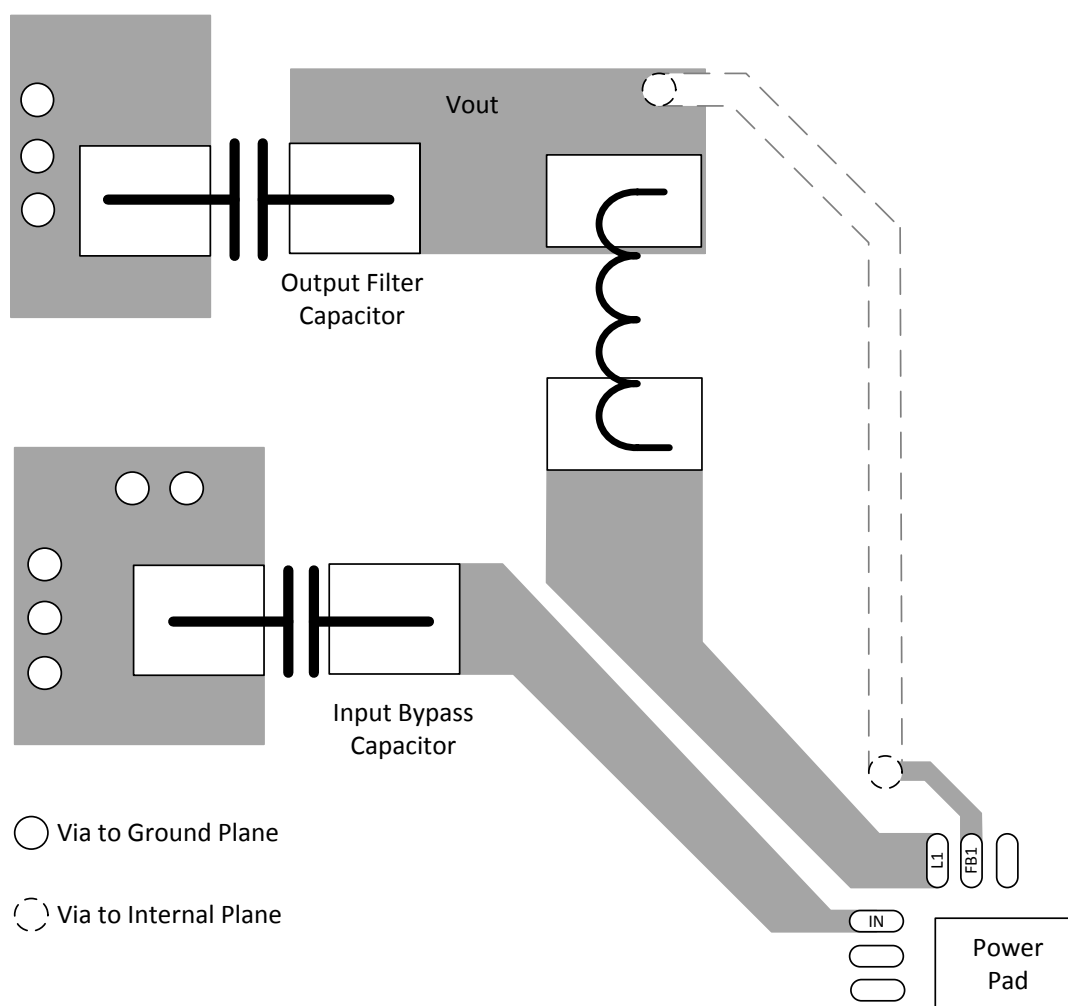 Vout
Output Filter
Capacitor
Input Bypass
Capacitor
Via to Ground Plane
Via to Internal Plane
L1
FB1
IN
Power
Pad